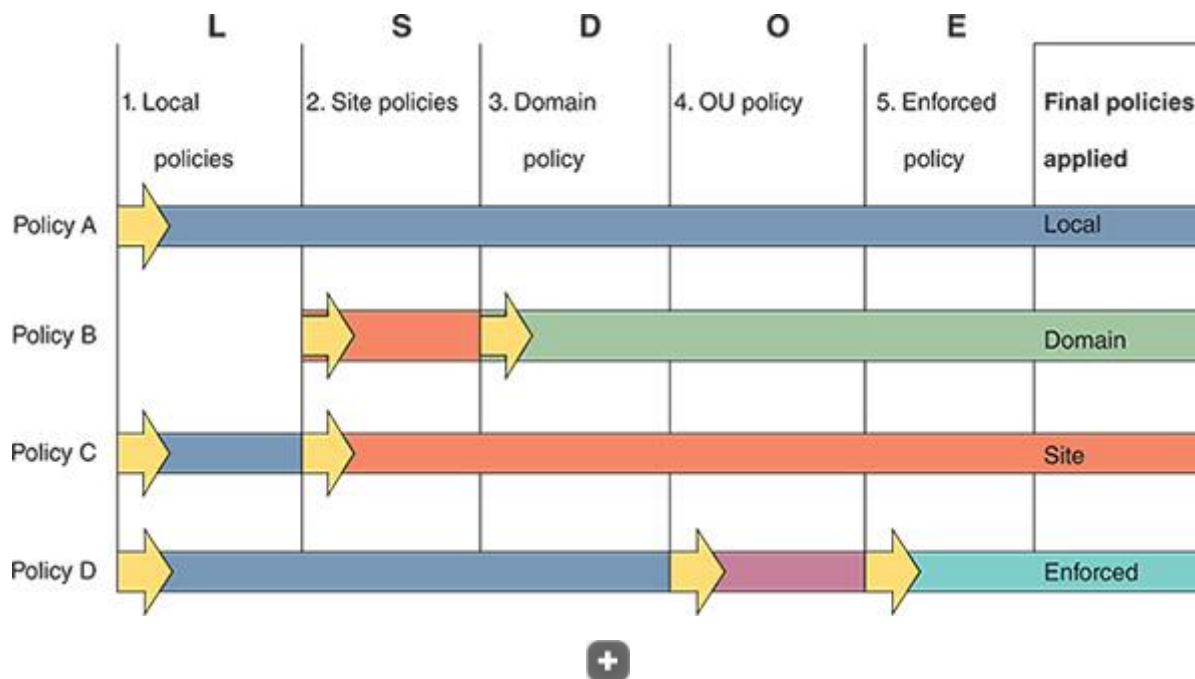 L S D O E
1. Local 2. Site policies 3. Domain 4. OU policy 5. Enforced Final policies
policies policy policy applied
Policy A Local
Policy B Domain
Policy C Site
Policy D Enforced